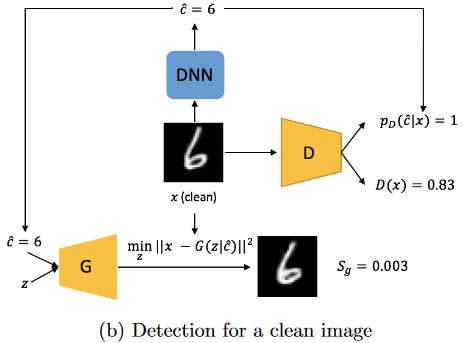 ĉ = 6
DNN
x (clean)
D
p_D(ĉ|x) = 1
D(x) = 0.83
ĉ = 6
z
G
min_z ||x − G(z|ĉ)||²
S_g = 0.003
(b) Detection for a clean image